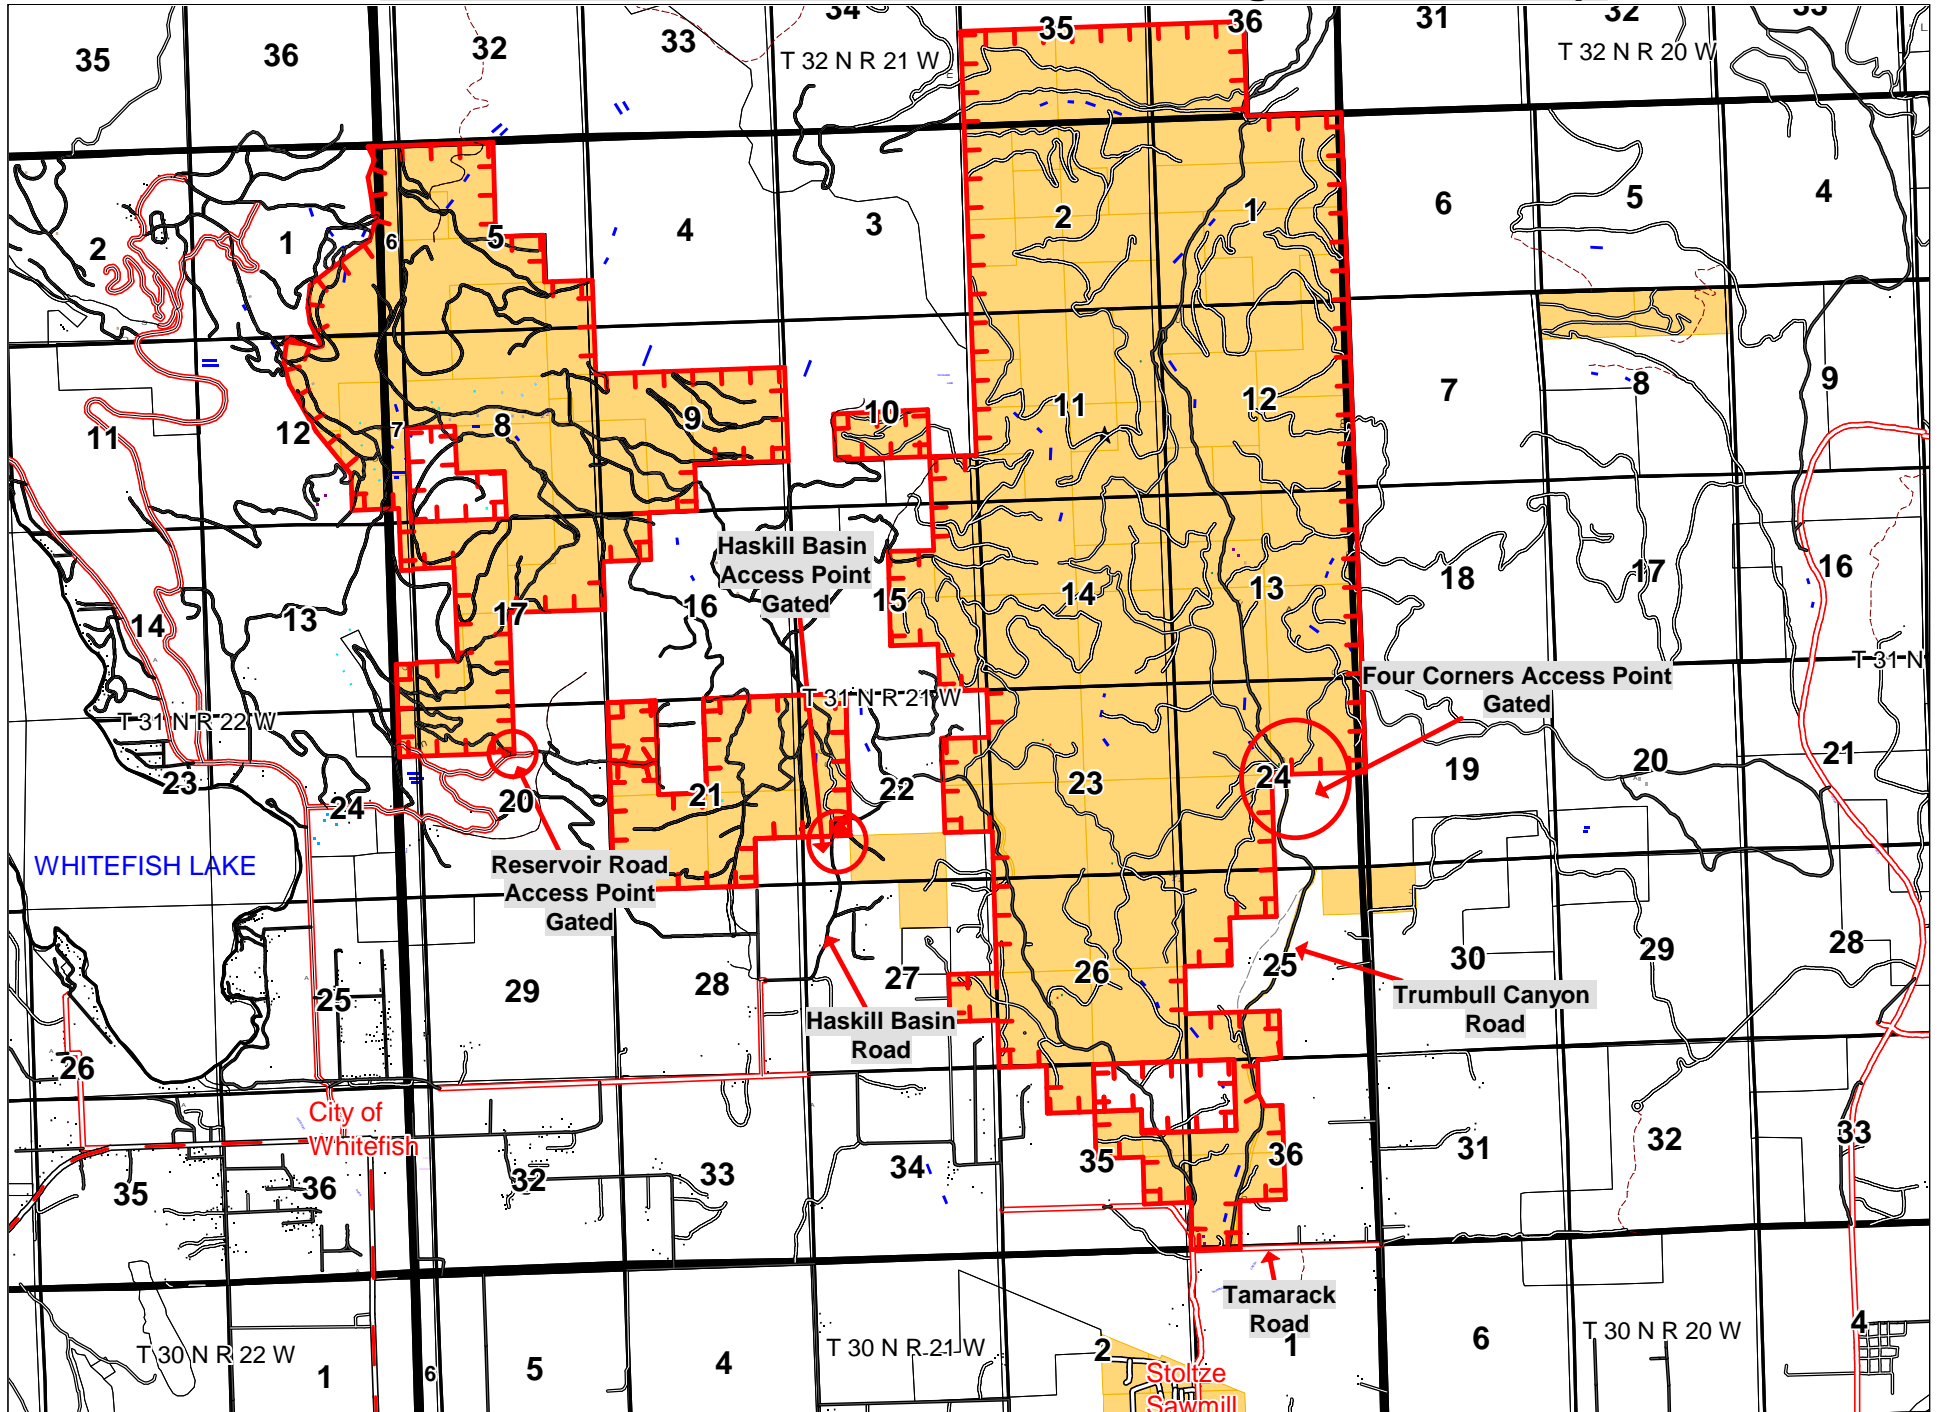 35
36
32
33
34
35
36
31
32
33
T 32 N R 21 W
T 32 N R 20 W
2
1
6
5
4
3
2
1
6
5
4
11
12
7
8
9
10
11
12
7
8
9
14
13
17
16
15
14
13
18
17
16
Haskill Basin
Access Point
Gated
Four Corners Access Point
Gated
T 31 N R 22 W
T 31 N R 21 W
T 31 N
23
24
20
21
22
23
24
19
20
21
WHITEFISH LAKE
Reservoir Road
Access Point
Gated
26
25
29
28
27
26
25
30
29
28
Haskill Basin
Road
Trumbull Canyon
Road
City of
Whitefish
35
36
32
33
34
35
36
31
32
33
Tamarack
Road
T 30 N R 22 W
T 30 N R 21 W
T 30 N R 20 W
1
6
5
4
2
1
6
4
Stoltze
Sawmill